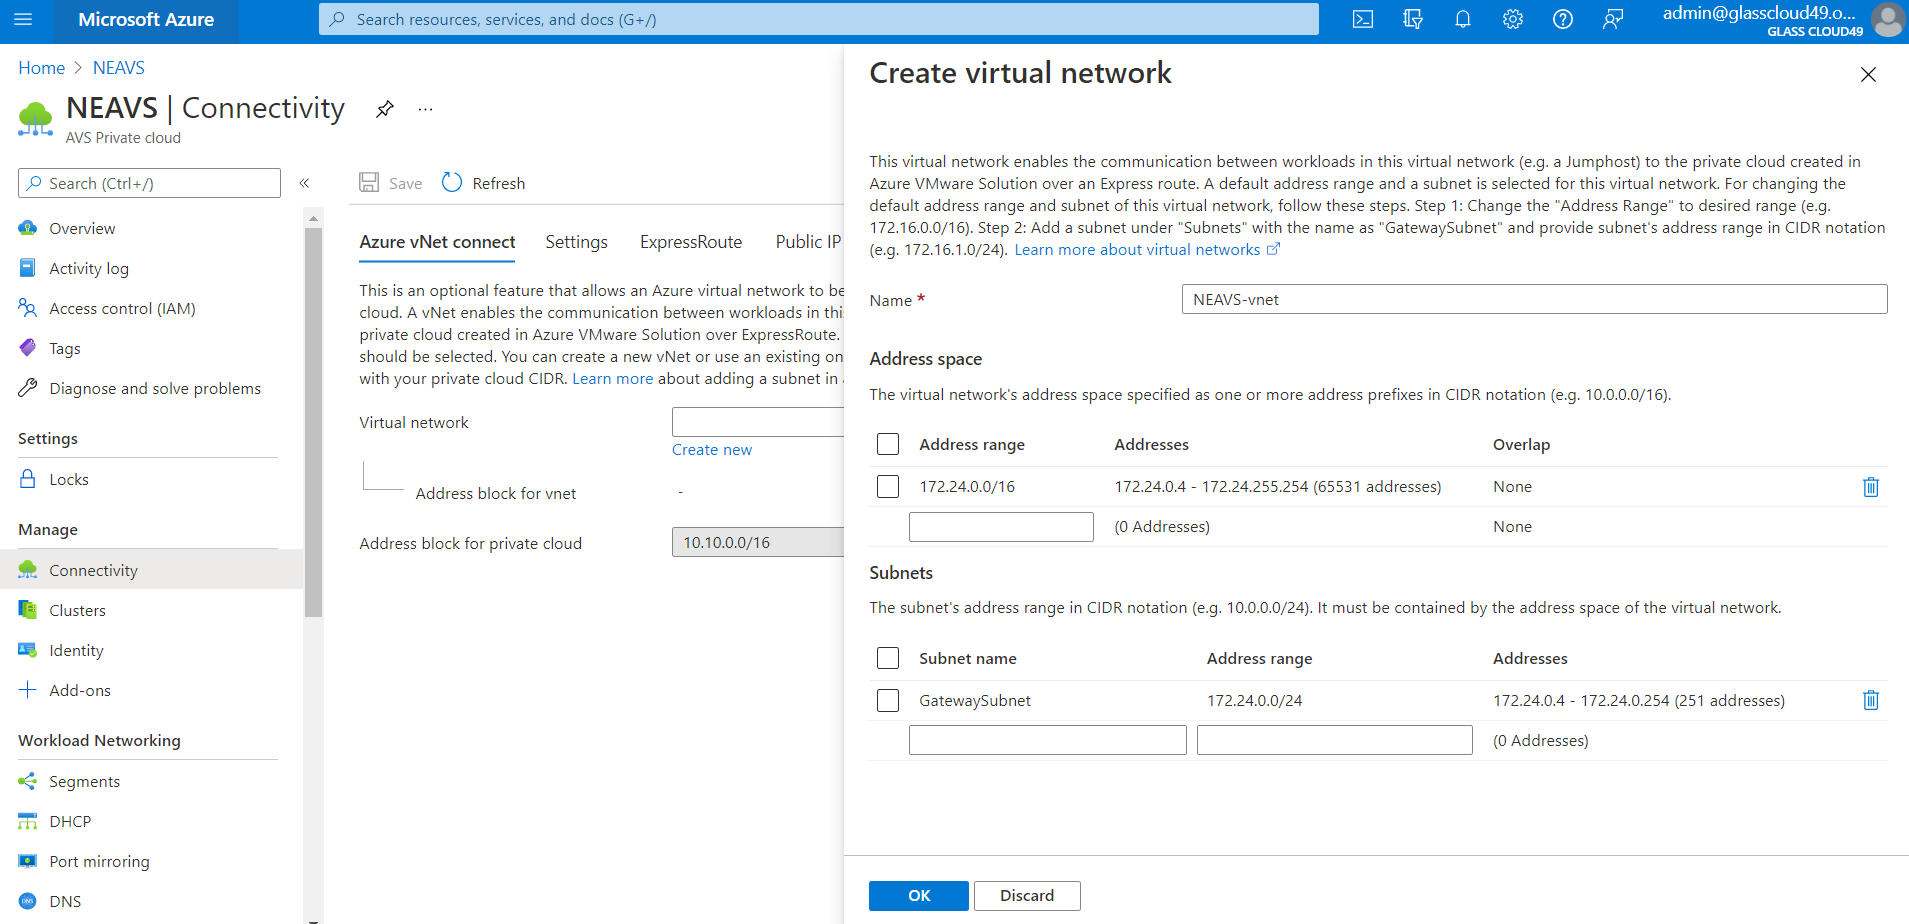 Microsoft Azure
Search resources, services, and docs (G+/)
admin@glasscloud49.o...
GLASS CLOUD49
Home > NEAVS
NEAVS | Connectivity
...
AVS Private cloud
Search (Ctrl+/)
«
Overview
Activity log
Access control (IAM)
Tags
Diagnose and solve problems
Settings
Locks
Manage
Connectivity
Clusters
Identity
Add-ons
Workload Networking
Segments
DHCP
Port mirroring
DNS
Save
Refresh
Azure vNet connect
Settings
ExpressRoute
Public IP
This is an optional feature that allows an Azure virtual network to be
cloud. A vNet enables the communication between workloads in thi
private cloud created in Azure VMware Solution over ExpressRoute.
should be selected. You can create a new vNet or use an existing on
with your private cloud CIDR. Learn more about adding a subnet in
Virtual network
Create new
Address block for vnet
-
Address block for private cloud
10.10.0.0/16
Create virtual network
This virtual network enables the communication between workloads in this virtual network (e.g. a Jumphost) to the private cloud created in
Azure VMware Solution over an Express route. A default address range and a subnet is selected for this virtual network. For changing the
default address range and subnet of this virtual network, follow these steps. Step 1: Change the "Address Range" to desired range (e.g.
172.16.0.0/16). Step 2: Add a subnet under "Subnets" with the name as "GatewaySubnet" and provide subnet's address range in CIDR notation
(e.g. 172.16.1.0/24). Learn more about virtual networks
Name *
NEAVS-vnet
Address space
The virtual network's address space specified as one or more address prefixes in CIDR notation (e.g. 10.0.0.0/16).
Address range Addresses Overlap
172.24.0.0/16 172.24.0.4 - 172.24.255.254 (65531 addresses) None
(0 Addresses) None
Subnets
The subnet's address range in CIDR notation (e.g. 10.0.0.0/24). It must be contained by the address space of the virtual network.
Subnet name Address range Addresses
GatewaySubnet 172.24.0.0/24 172.24.0.4 - 172.24.0.254 (251 addresses)
(0 Addresses)
OK
Discard